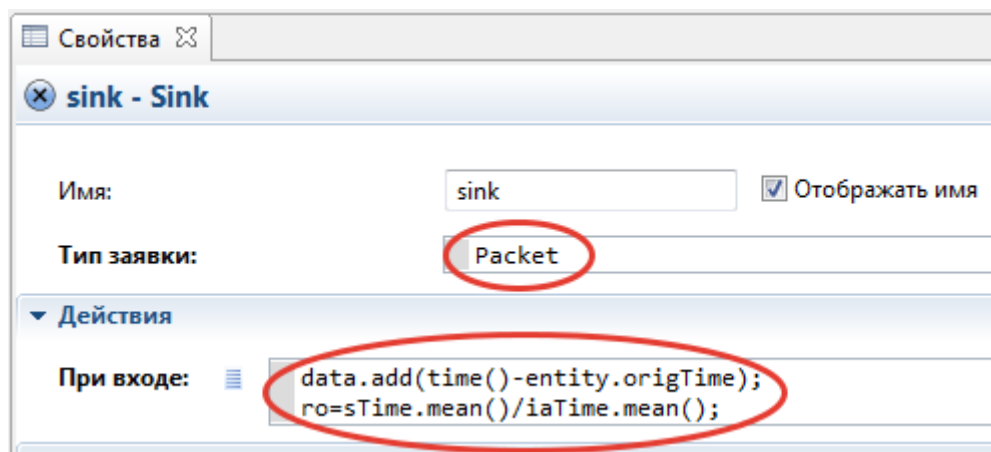 Свойства
sink - Sink
Имя: sink Отображать имя
Тип заявки: Packet
Действия
При входе: data.add(time()-entity.origTime);
ro=sTime.mean()/iaTime.mean();